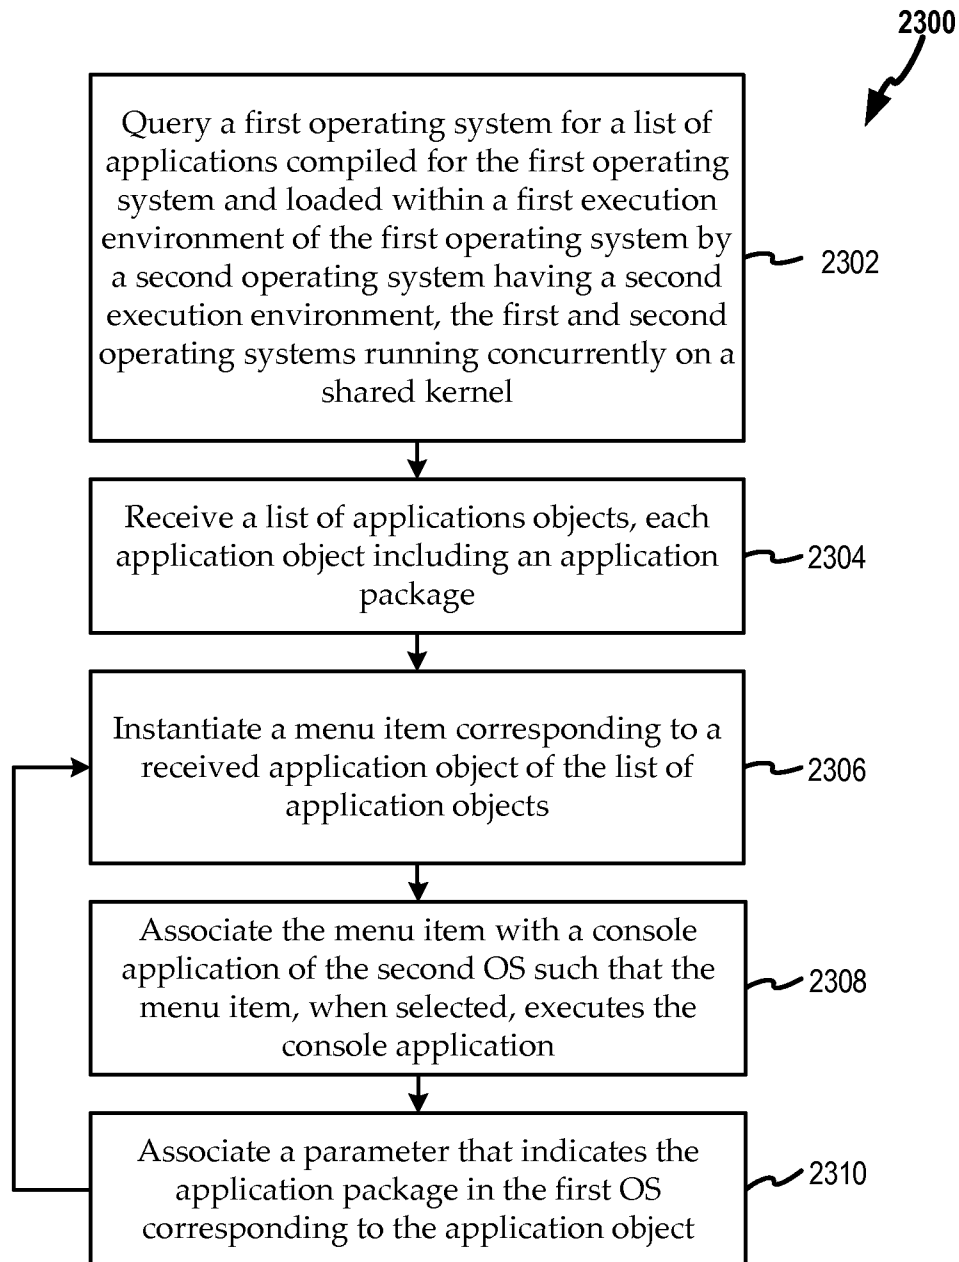 2300
Query a first operating system for a list of
applications compiled for the first operating
system and loaded within a first execution
environment of the first operating system by
a second operating system having a second
execution environment, the first and second
operating systems running concurrently on a
shared kernel
2302
Receive a list of applications objects, each
application object including an application
package
2304
Instantiate a menu item corresponding to a
received application object of the list of
application objects
2306
Associate the menu item with a console
application of the second OS such that the
menu item, when selected, executes the
console application
2308
Associate a parameter that indicates the
application package in the first OS
corresponding to the application object
2310